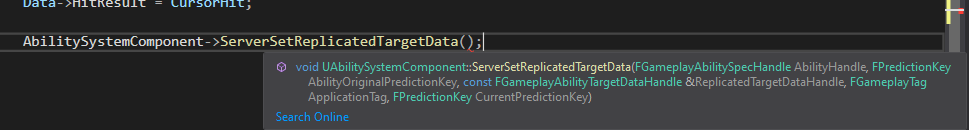 Data->HitResult = CursorHit;
AbilitySystemComponent->ServerSetReplicatedTargetData();
void UAbilitySystemComponent::ServerSetReplicatedTargetData(FGameplayAbilitySpecHandle AbilityHandle, FPredictionKey
AbilityOriginalPredictionKey, const FGameplayAbilityTargetDataHandle &ReplicatedTargetDataHandle, FGameplayTag
ApplicationTag, FPredictionKey CurrentPredictionKey)
Search Online